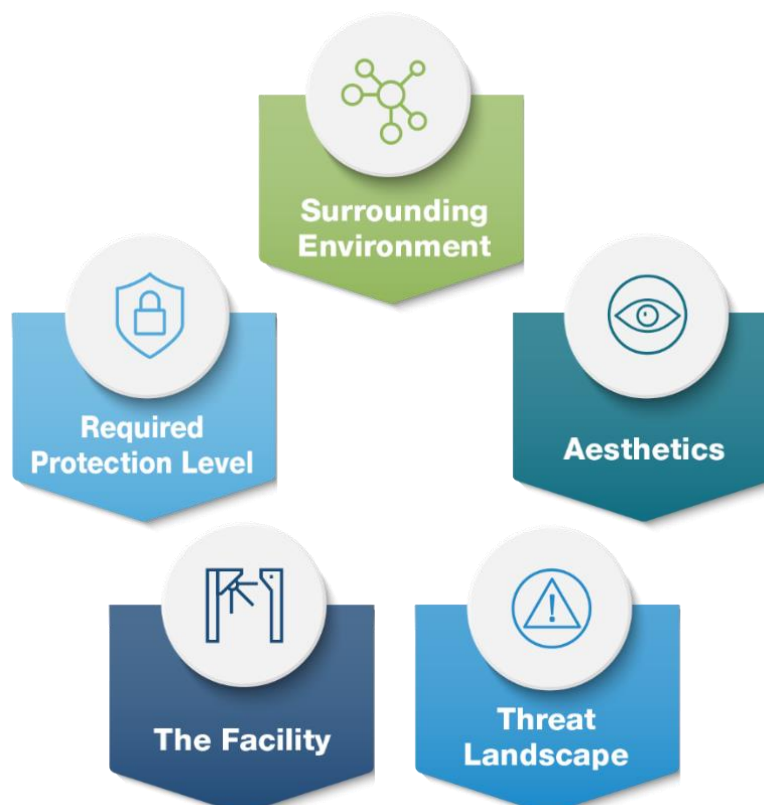 Surrounding
Environment
Required
Protection Level
Aesthetics
The Facility
Threat
Landscape